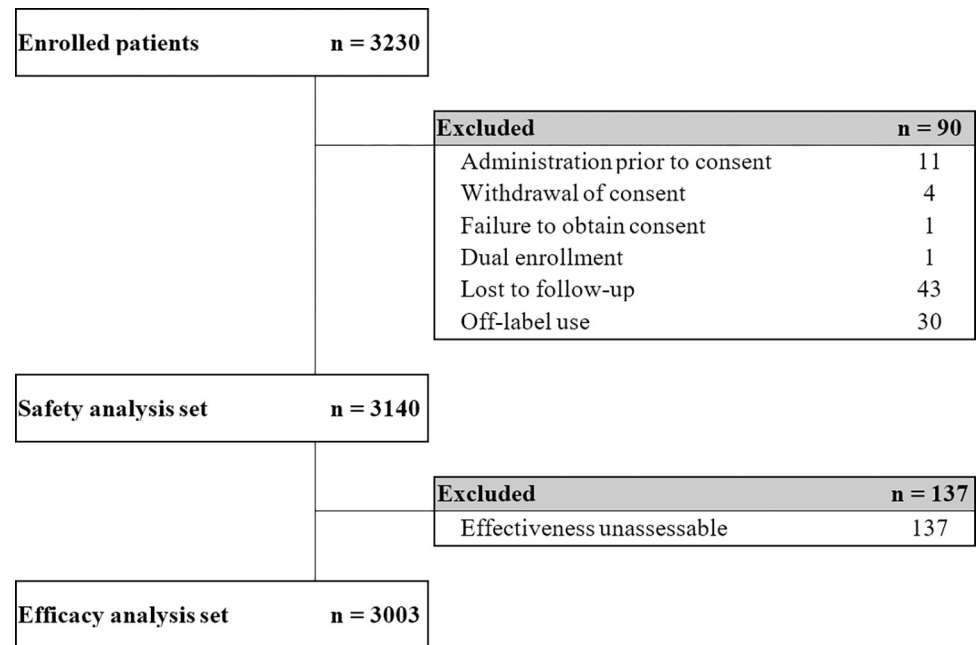 Enrolled patients n = 3230
Excluded n = 90
Administration prior to consent 11
Withdrawal of consent 4
Failure to obtain consent 1
Dual enrollment 1
Lost to follow-up 43
Off-label use 30
Safety analysis set n = 3140
Excluded n = 137
Effectiveness unassessable 137
Efficacy analysis set n = 3003